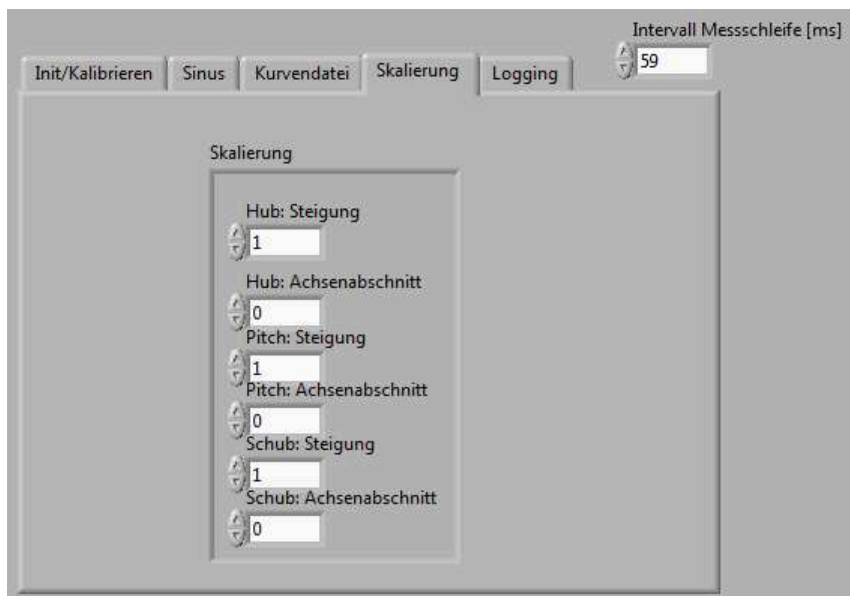 Intervall Messschleife [ms]
59
Init/Kalibrieren Sinus Kurvendatei Skalierung Logging
Skalierung
Hub: Steigung
1
Hub: Achsenabschnitt
0
Pitch: Steigung
1
Pitch: Achsenabschnitt
0
Schub: Steigung
1
Schub: Achsenabschnitt
0